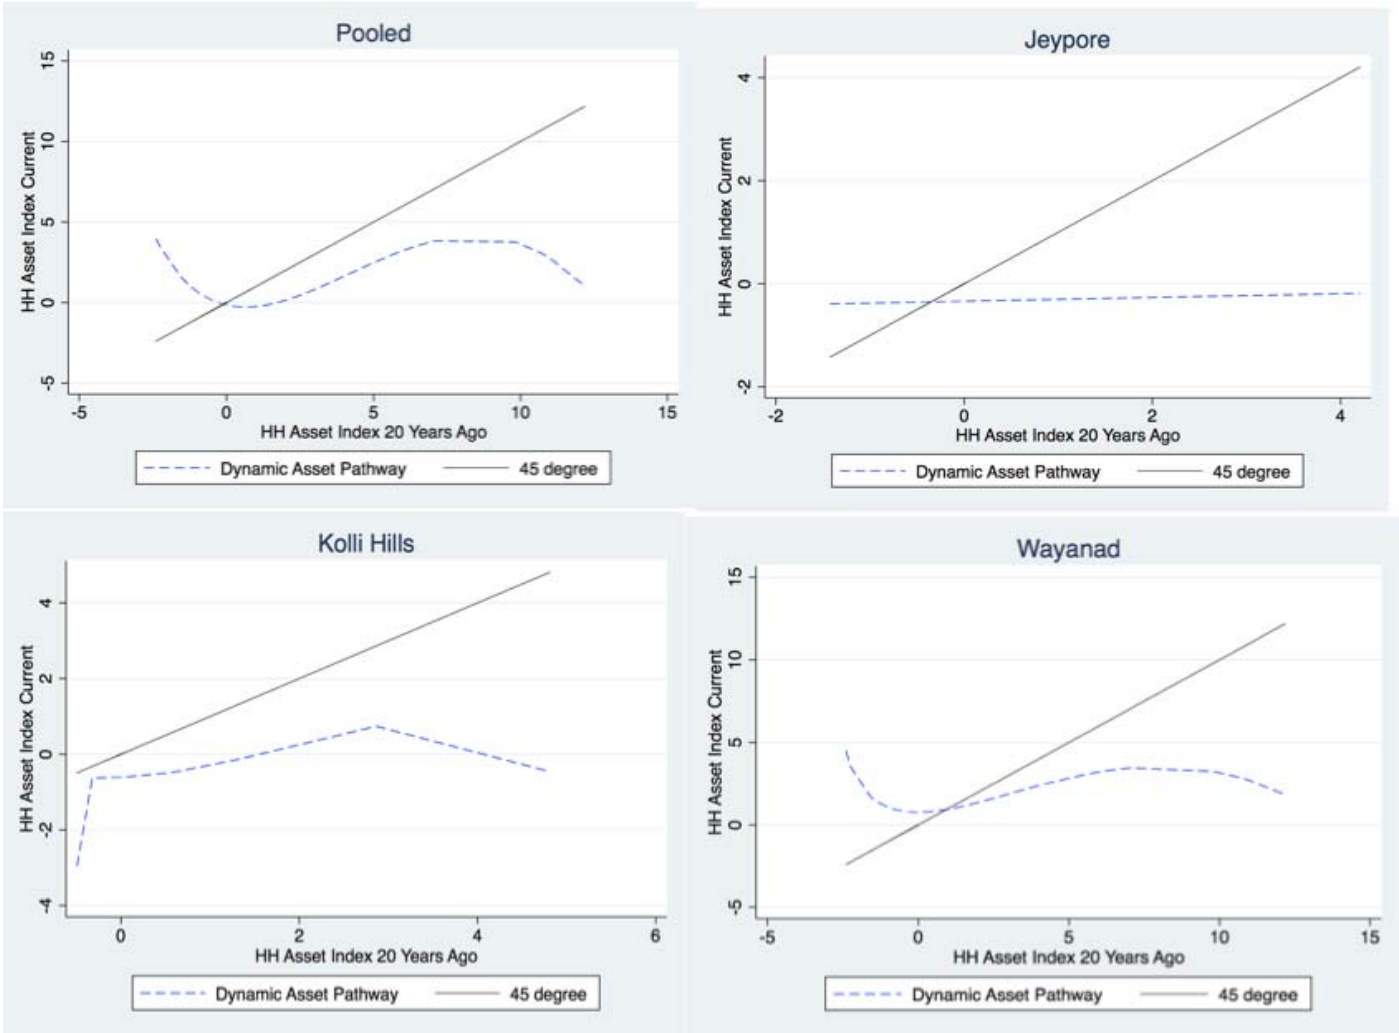 Pooled
HH Asset Index Current
15
10
5
0
-5
-5 0 5 10 15
HH Asset Index 20 Years Ago
Dynamic Asset Pathway 45 degree
Jeypore
HH Asset Index Current
4
2
0
-2
-2 0 2 4
HH Asset Index 20 Years Ago
Dynamic Asset Pathway 45 degree
Kolli Hills
HH Asset Index Current
4
2
0
-2
-4
0 2 4 6
HH Asset Index 20 Years Ago
Dynamic Asset Pathway 45 degree
Wayanad
HH Asset Index Current
15
10
5
0
-5
-5 0 5 10 15
HH Asset Index 20 Years Ago
Dynamic Asset Pathway 45 degree